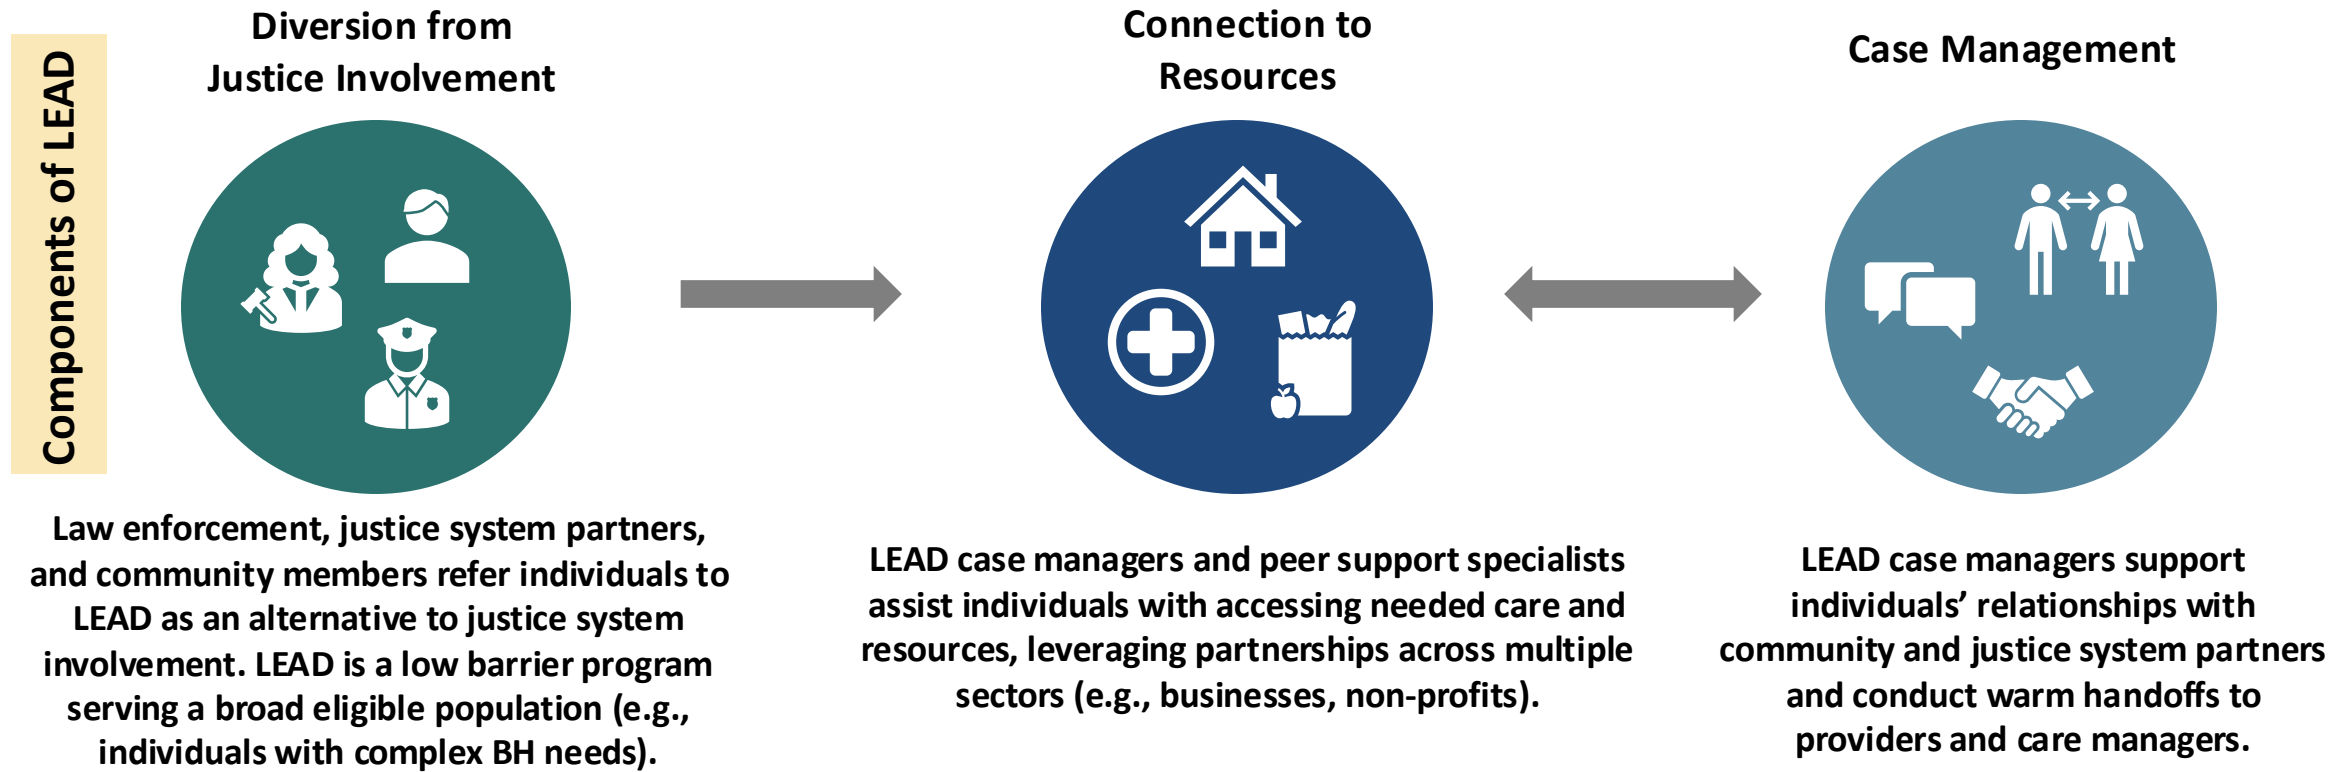 Components of LEAD
Diversion from
Justice Involvement
Law enforcement, justice system partners,
and community members refer individuals to
LEAD as an alternative to justice system
involvement. LEAD is a low barrier program
serving a broad eligible population (e.g.,
individuals with complex BH needs).
Connection to
Resources
LEAD case managers and peer support specialists
assist individuals with accessing needed care and
resources, leveraging partnerships across multiple
sectors (e.g., businesses, non-profits).
Case Management
LEAD case managers support
individuals’ relationships with
community and justice system partners
and conduct warm handoffs to
providers and care managers.